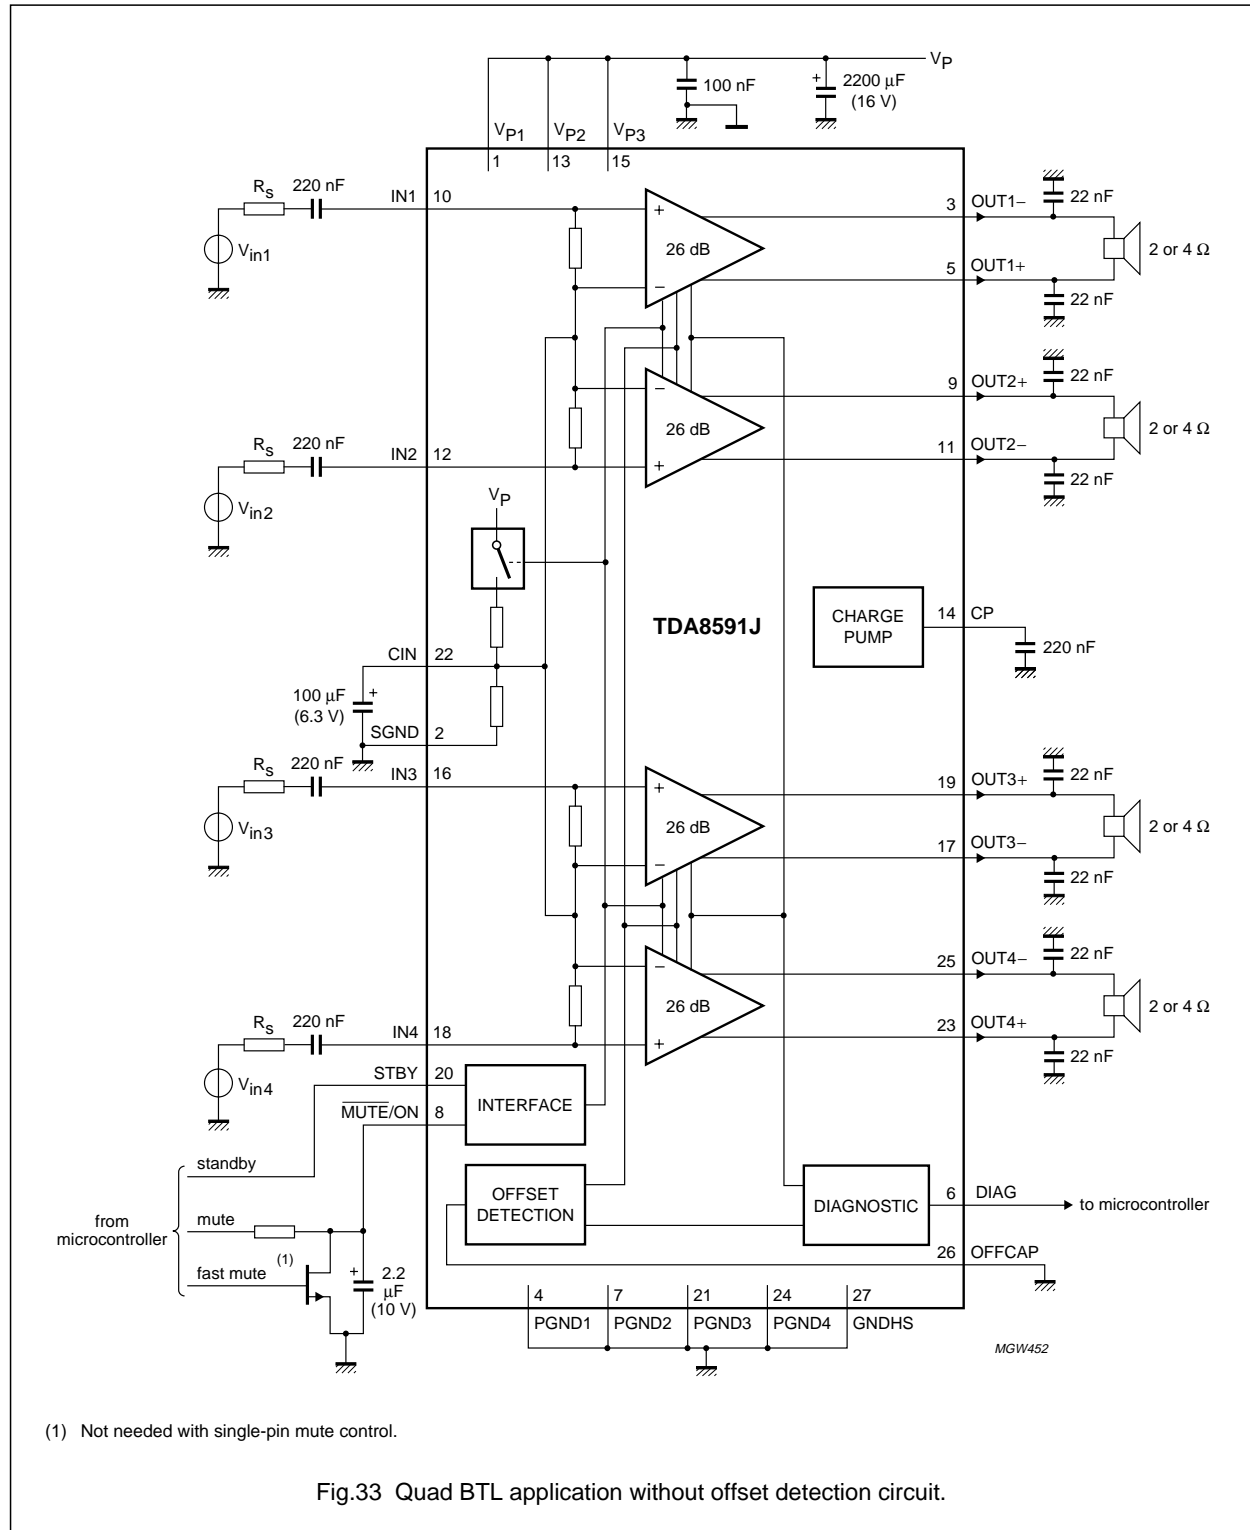 VP
100 nF
+
2200 μF
(16 V)
VP1
VP2
VP3
1
13
15
Rs
220 nF
IN1
10
Vin1
+
26 dB
−
3
OUT1−
22 nF
2 or 4 Ω
5
OUT1+
22 nF
−
26 dB
+
9
OUT2+
22 nF
2 or 4 Ω
11
OUT2−
22 nF
Rs
220 nF
IN2
12
Vin2
VP
TDA8591J
CHARGE
PUMP
14
CP
220 nF
CIN
22
100 μF
(6.3 V)
+
SGND
2
Rs
220 nF
IN3
16
Vin3
+
26 dB
−
19
OUT3+
22 nF
2 or 4 Ω
17
OUT3−
22 nF
−
26 dB
+
25
OUT4−
22 nF
2 or 4 Ω
23
OUT4+
22 nF
Rs
220 nF
IN4
18
Vin4
STBY
20
MUTE/ON
8
INTERFACE
standby
from
microcontroller
mute
(1)
fast mute
+
2.2
μF
(10 V)
OFFSET
DETECTION
DIAGNOSTIC
6
DIAG
to microcontroller
26
OFFCAP
4
7
21
24
27
PGND1
PGND2
PGND3
PGND4
GNDHS
MGW452
(1) Not needed with single-pin mute control.
Fig.33 Quad BTL application without offset detection circuit.